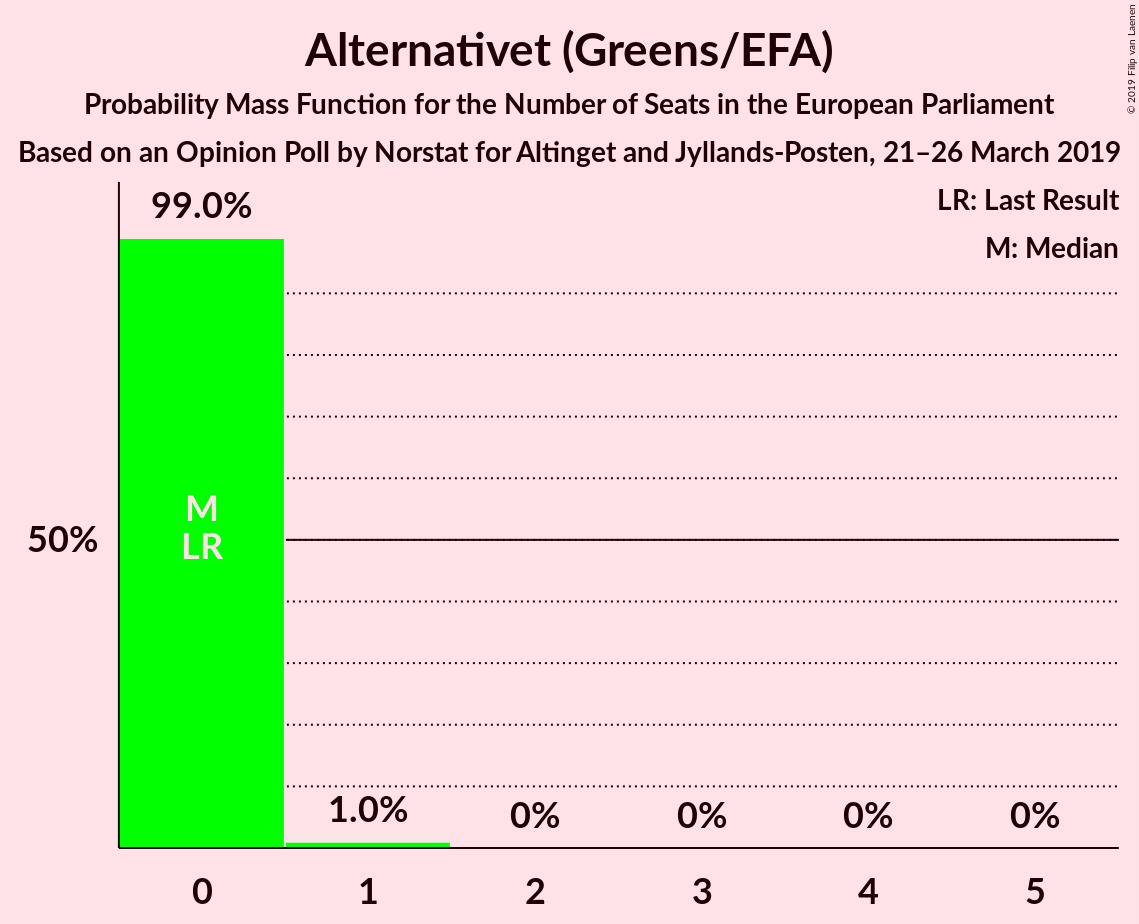 Alternativet (Greens/EFA)
Probability Mass Function for the Number of Seats in the European Parliament
Based on an Opinion Poll by Norstat for Altinget and Jyllands-Posten, 21–26 March 2019
© 2019 Filip van Laenen
LR: Last Result
M: Median
99.0%
M
LR
50%
1.0%
0%
0%
0%
0%
0
1
2
3
4
5